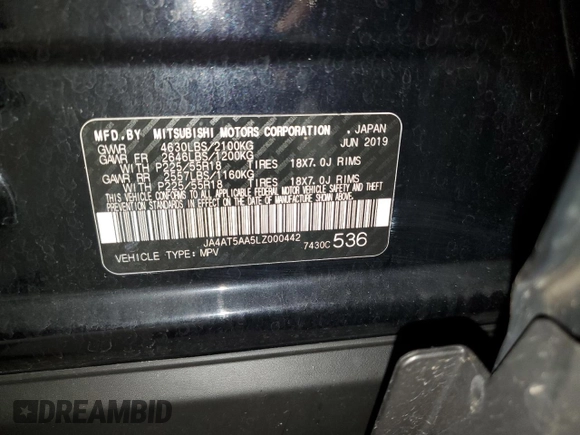 MFD.BY MITSUBISHI MOTORS CORPORATION , JAPAN
GVWR 4630LBS/2100KG JUN 2019
GAWR FR 2646LBS/1200KG
WITH P225/55R18 TIRES 18X7.0J RIMS
GAWR RR 2557LBS/1160KG
WITH P225/55R18 TIRES 18X7.0J RIMS
THIS VEHICLE CONFORMS TO ALL APPLICABLE FEDERAL MOTOR VEHICLE SAFETY, BUMPER, AND THEFT
PREVENTION STANDARDS IN EFFECT ON THE DATE OF MANUFACTURE SHOWN ABOVE.
JA4AT5AA5LZ000442 7430C 536
VEHICLE TYPE: MPV
DREAMBID